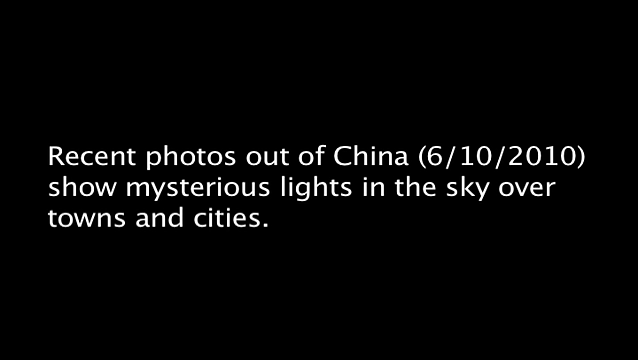 Recent photos out of China (6/10/2010)
show mysterious lights in the sky over
towns and cities.